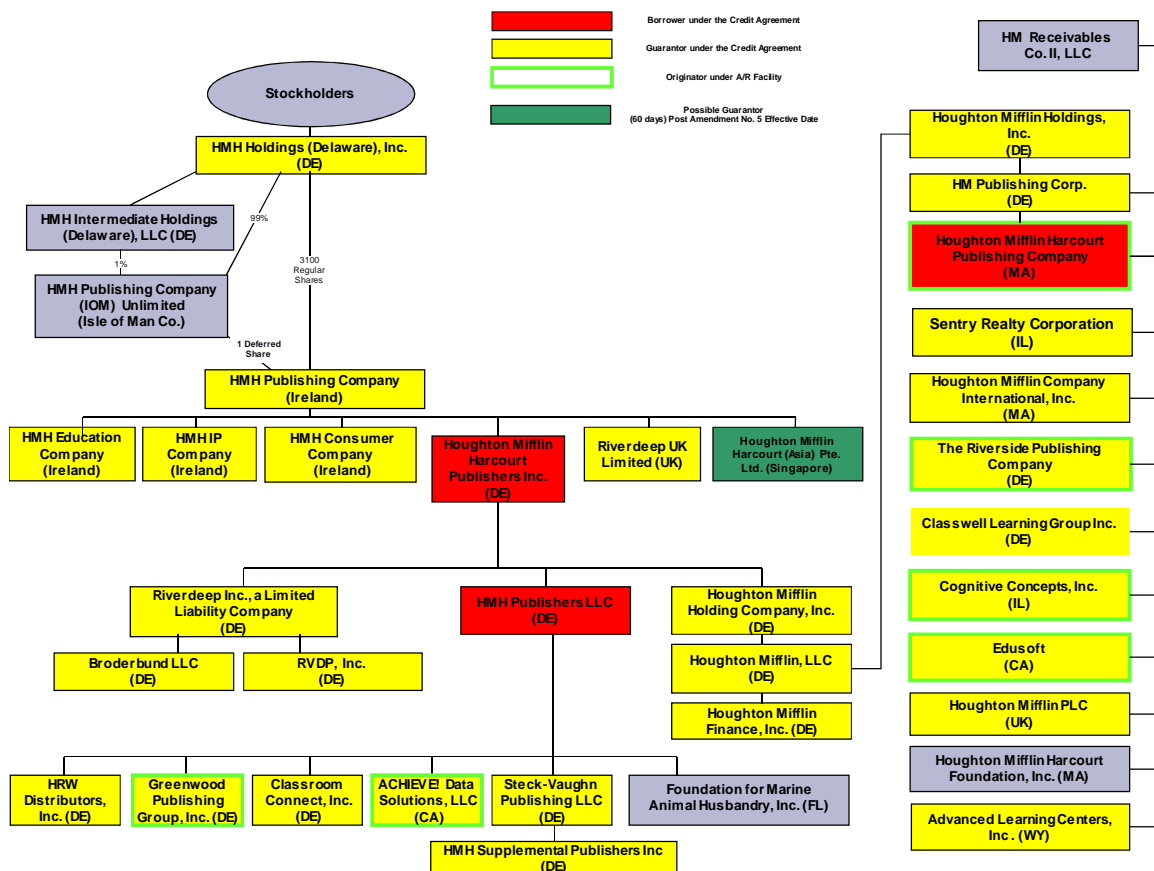 Borrower under the Credit Agreement
Guarantor under the Credit Agreement
Originator under A/R Facility
Possible Guarantor
(60 days) Post Amendment No. 5 Effective Date
HM Receivables
Co. II, LLC
Stockholders
HMH Holdings (Delaware), Inc.
(DE)
HMH Intermediate Holdings
(Delaware), LLC (DE)
99%
1%
3100
Regular
Shares
HMH Publishing Company
(IOM) Unlimited
(Isle of Man Co.)
1 Deferred
Share
HMH Publishing Company
(Ireland)
HMH Education
Company
(Ireland)
HMH IP
Company
(Ireland)
HMH Consumer
Company
(Ireland)
Houghton Mifflin
Harcourt
Publishers Inc.
(DE)
Riverdeep UK
Limited (UK)
Houghton Mifflin
Harcourt (Asia) Pte.
Ltd. (Singapore)
Riverdeep Inc., a Limited
Liability Company
(DE)
HMH Publishers LLC
(DE)
Houghton Mifflin
Holding Company, Inc.
(DE)
Broderbund LLC
(DE)
RVDP, Inc.
(DE)
Houghton Mifflin, LLC
(DE)
Houghton Mifflin
Finance, Inc. (DE)
HRW
Distributors,
Inc. (DE)
Greenwood
Publishing
Group, Inc. (DE)
Classroom
Connect, Inc.
(DE)
ACHIEVE! Data
Solutions, LLC
(CA)
Steck-Vaughn
Publishing LLC
(DE)
Foundation for Marine
Animal Husbandry, Inc. (FL)
HMH Supplemental Publishers Inc
(DE)
Houghton Mifflin Holdings,
Inc.
(DE)
HM Publishing Corp.
(DE)
Houghton Mifflin Harcourt
Publishing Company
(MA)
Sentry Realty Corporation
(IL)
Houghton Mifflin Company
International, Inc.
(MA)
The Riverside Publishing
Company
(DE)
Classwell Learning Group Inc.
(DE)
Cognitive Concepts, Inc.
(IL)
Edusoft
(CA)
Houghton Mifflin PLC
(UK)
Houghton Mifflin Harcourt
Foundation, Inc. (MA)
Advanced Learning Centers,
Inc. (WY)